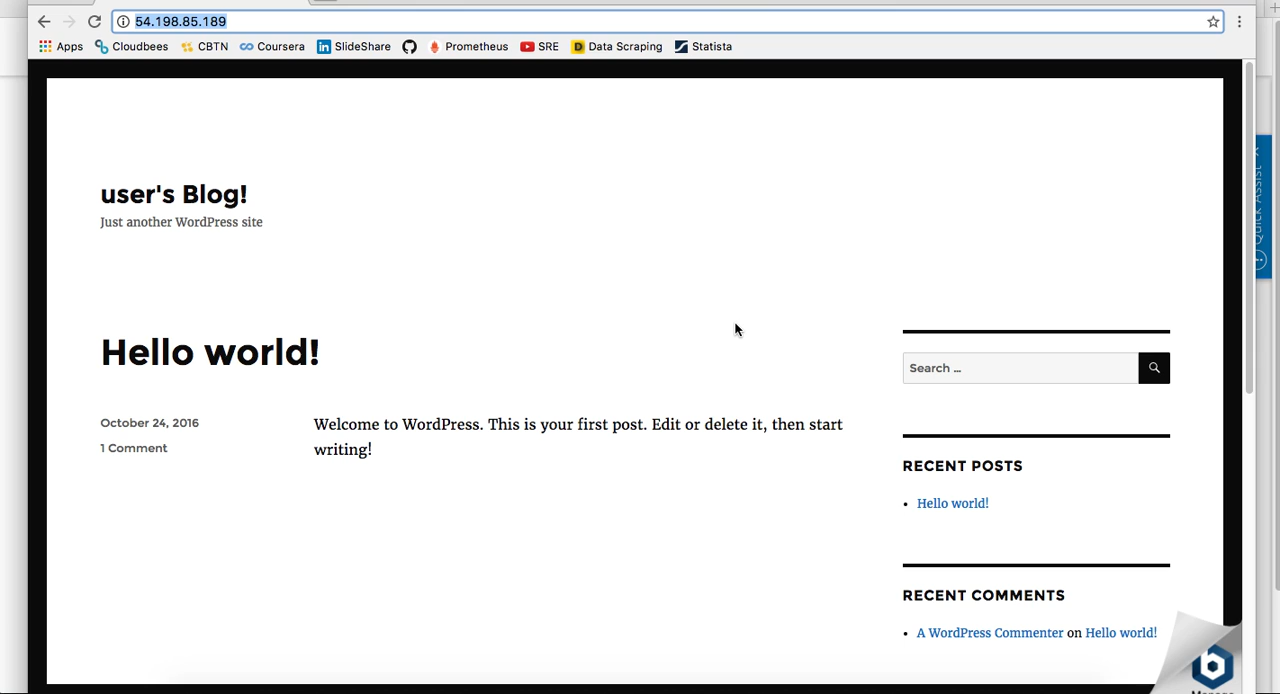 54.198.85.189
Apps Cloudbees CBTN Coursera SlideShare Prometheus SRE Data Scraping Statista
Quick Assist
user's Blog!
Just another WordPress site
Hello world!
October 24, 2016
1 Comment
Welcome to WordPress. This is your first post. Edit or delete it, then start
writing!
Search …
RECENT POSTS
Hello world!
RECENT COMMENTS
A WordPress Commenter on Hello world!